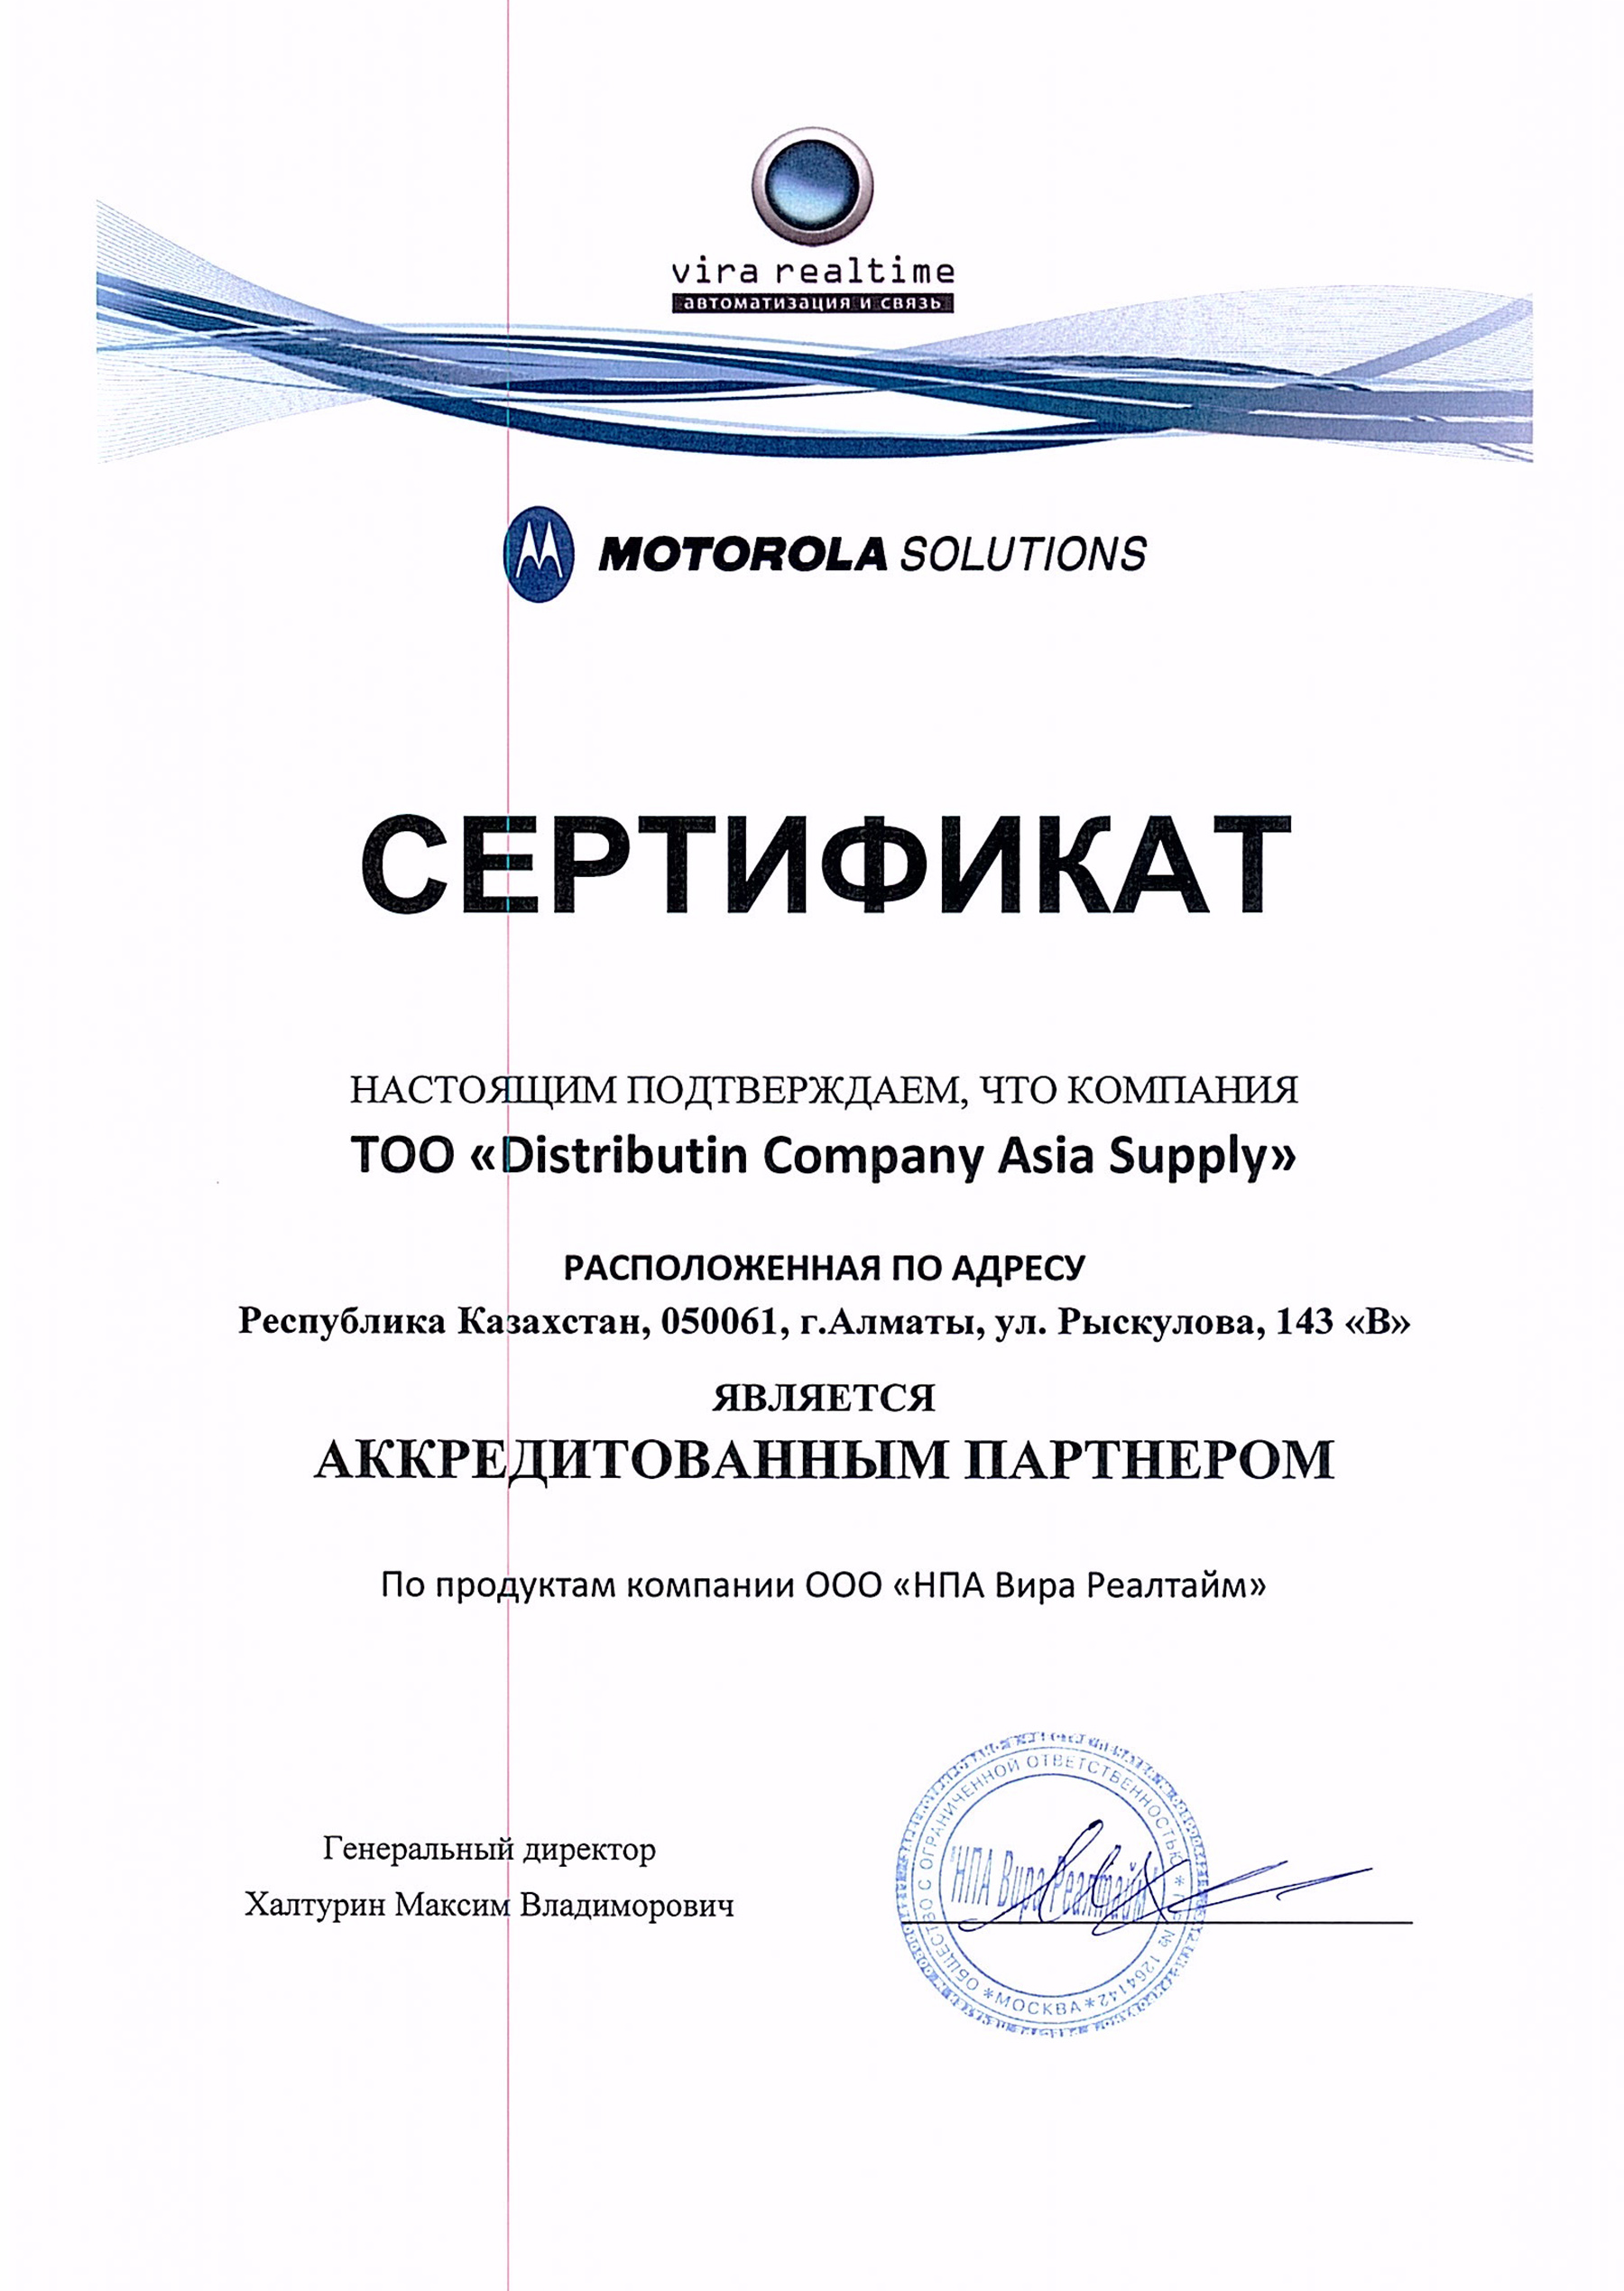 vira realtime
автоматизация и связь
MOTOROLA SOLUTIONS
СЕРТИФИКАТ
НАСТОЯЩИМ ПОДТВЕРЖДАЕМ, ЧТО КОМПАНИЯ
ТОО «Distributin Company Asia Supply»
РАСПОЛОЖЕННАЯ ПО АДРЕСУ
Республика Казахстан, 050061, г.Алматы, ул. Рыскулова, 143 «В»
ЯВЛЯЕТСЯ
АККРЕДИТОВАННЫМ ПАРТНЕРОМ
По продуктам компании ООО «НПА Вира Реалтайм»
Генеральный директор
Халтурин Максим Владиморович
ОБЩЕСТВО С ОГРАНИЧЕННОЙ ОТВЕТСТВЕННОСТЬЮ * № 1264142 * МОСКВА *
"НПА Вира Реалтайм"